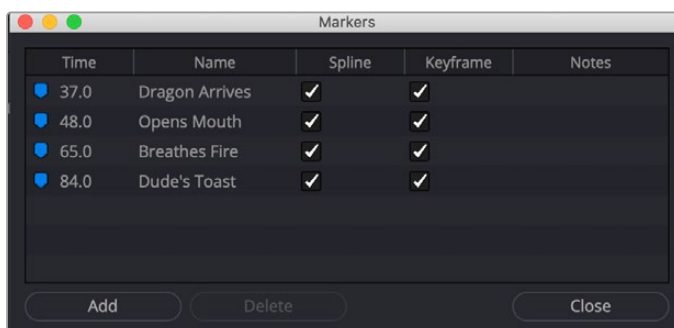 Markers
Time Name Spline Keyframe Notes
37.0 Dragon Arrives
48.0 Opens Mouth
65.0 Breathes Fire
84.0 Dude's Toast
Add Delete Close